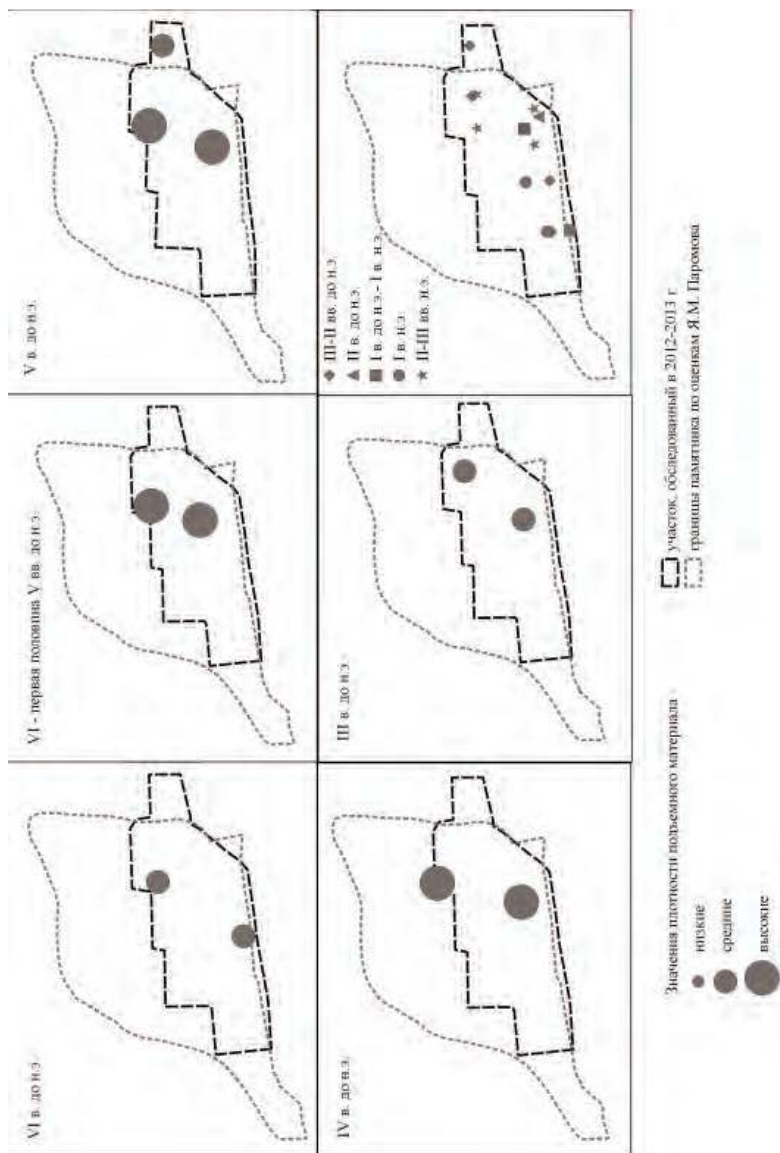 VI в. до н.э.
VI - первая половина V вв. до н.э.
V в. до н.э.
IV в. до н.э.
III в. до н.э.
◆ III-II вв. до н.э.
▲ II в. до н.э.
■ I в. до н.э.- I в. н.э.
● I в. н.э.
★ II-III вв. н.э.
Значения плотности подъемного материала
низкие
средние
высокие
участок, обследованный в 2012-2013 г.
границы памятника по оценкам Я.М. Паромова